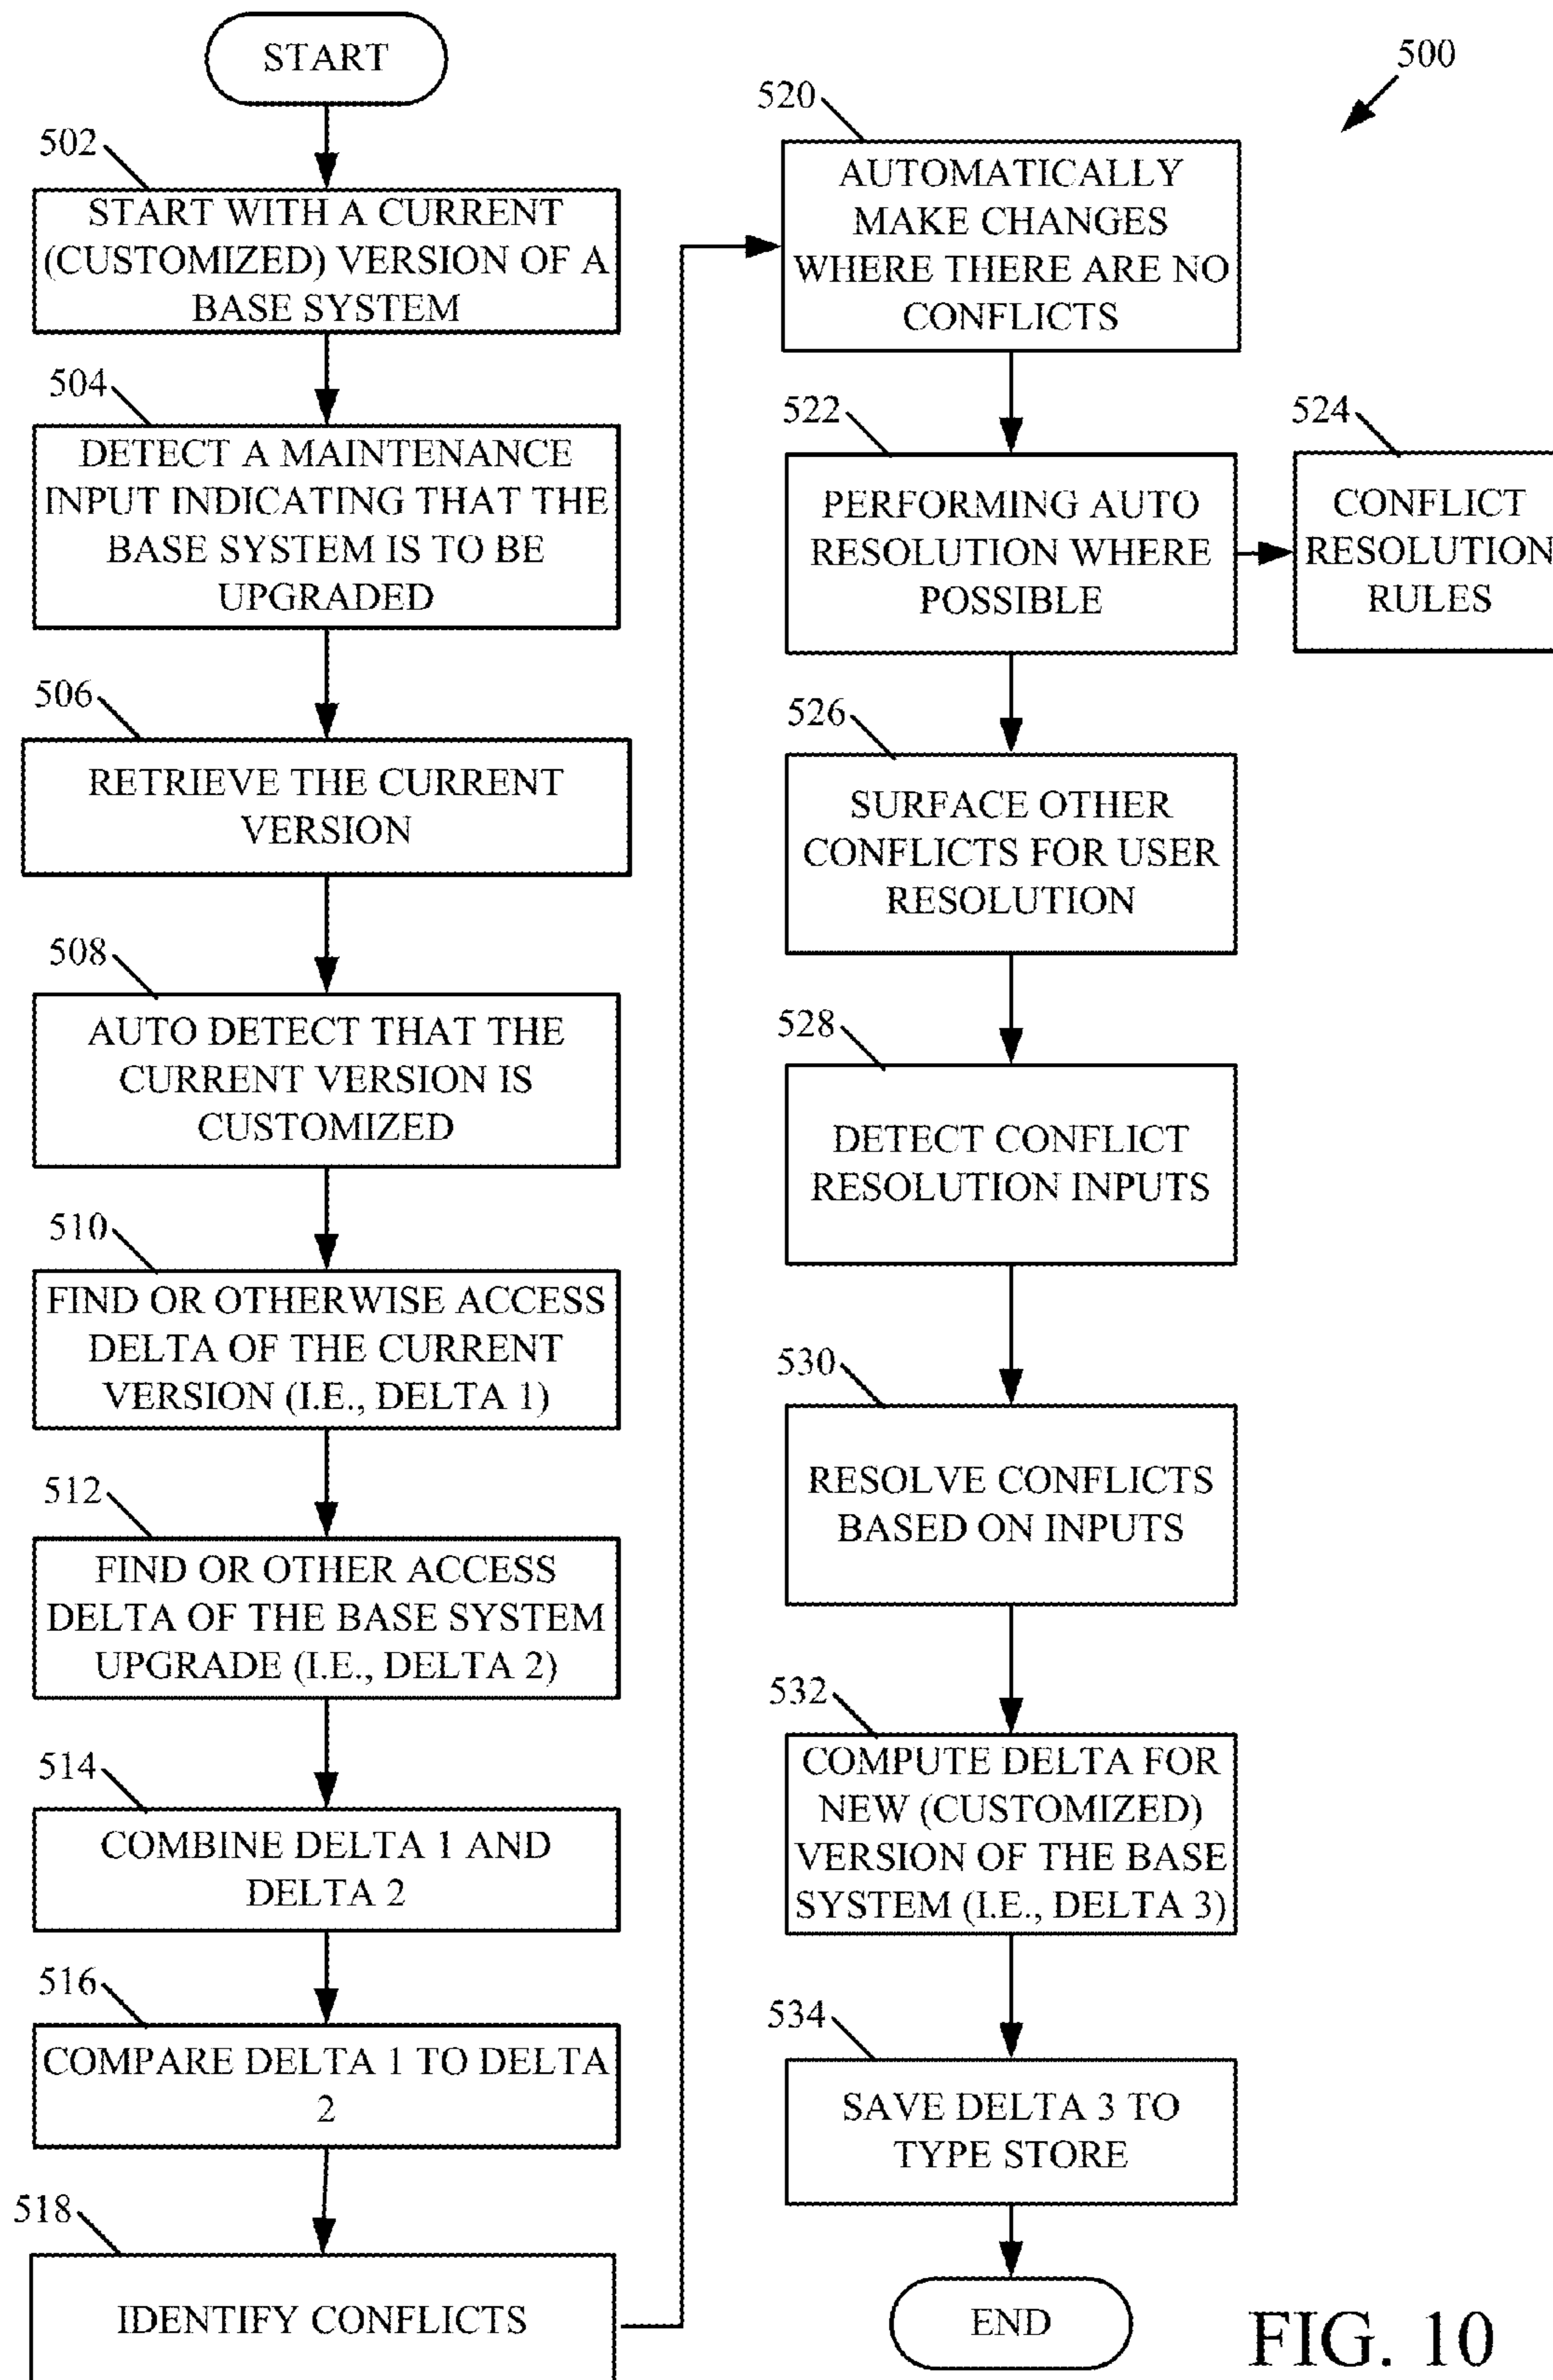 START
502
START WITH A CURRENT
(CUSTOMIZED) VERSION OF A
BASE SYSTEM
504
DETECT A MAINTENANCE
INPUT INDICATING THAT THE
BASE SYSTEM IS TO BE
UPGRADED
506
RETRIEVE THE CURRENT
VERSION
508
AUTO DETECT THAT THE
CURRENT VERSION IS
CUSTOMIZED
510
FIND OR OTHERWISE ACCESS
DELTA OF THE CURRENT
VERSION (I.E., DELTA 1)
512
FIND OR OTHER ACCESS
DELTA OF THE BASE SYSTEM
UPGRADE (I.E., DELTA 2)
514
COMBINE DELTA 1 AND
DELTA 2
516
COMPARE DELTA 1 TO DELTA
2
518
IDENTIFY CONFLICTS
500
520
AUTOMATICALLY
MAKE CHANGES
WHERE THERE ARE NO
CONFLICTS
522
PERFORMING AUTO
RESOLUTION WHERE
POSSIBLE
524
CONFLICT
RESOLUTION
RULES
526
SURFACE OTHER
CONFLICTS FOR USER
RESOLUTION
528
DETECT CONFLICT
RESOLUTION INPUTS
530
RESOLVE CONFLICTS
BASED ON INPUTS
532
COMPUTE DELTA FOR
NEW (CUSTOMIZED)
VERSION OF THE BASE
SYSTEM (I.E., DELTA 3)
534
SAVE DELTA 3 TO
TYPE STORE
END
FIG. 10